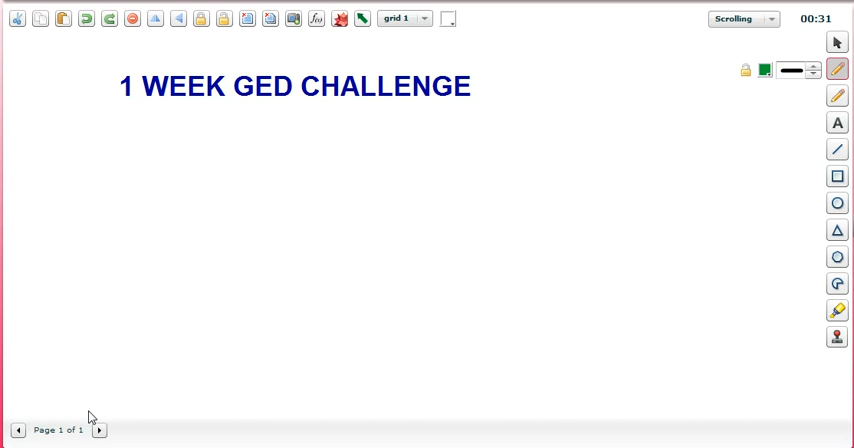 grid 1 Scrolling 00:31
1 WEEK GED CHALLENGE
A
Page 1 of 1